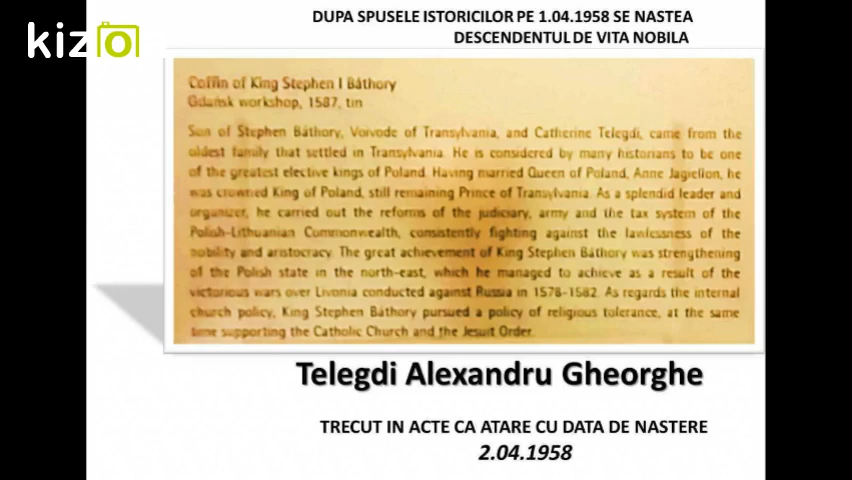 DUPA SPUSELE ISTORICILOR PE 1.04.1958 SE NASTEA
DESCENDENTUL DE VITA NOBILA
kizo
Coffin of King Stephen I Báthory
Gdańsk workshop, 1587, tin
Son of Stephen Báthory, Voivode of Transylvania, and Catherine Telegdi, came from the
oldest family that settled in Transylvania. He is considered by many historians to be one
of the greatest elective kings of Poland. Having married Queen of Poland, Anne Jagiellon, he
was crowned King of Poland, still remaining Prince of Transylvania. As a splendid leader and
organizer, he carried out the reforms of the judiciary, army and the tax system of the
Polish-Lithuanian Commonwealth, consistently fighting against the lawlessness of the
nobility and aristocracy. The great achievement of King Stephen Báthory was strengthening
of the Polish state in the north-east, which he managed to achieve as a result of the
victorious wars over Livonia conducted against Russia in 1578-1582. As regards the internal
church policy, King Stephen Báthory pursued a policy of religious tolerance, at the same
time supporting the Catholic Church and the Jesuit Order.
Telegdi Alexandru Gheorghe
TRECUT IN ACTE CA ATARE CU DATA DE NASTERE
2.04.1958